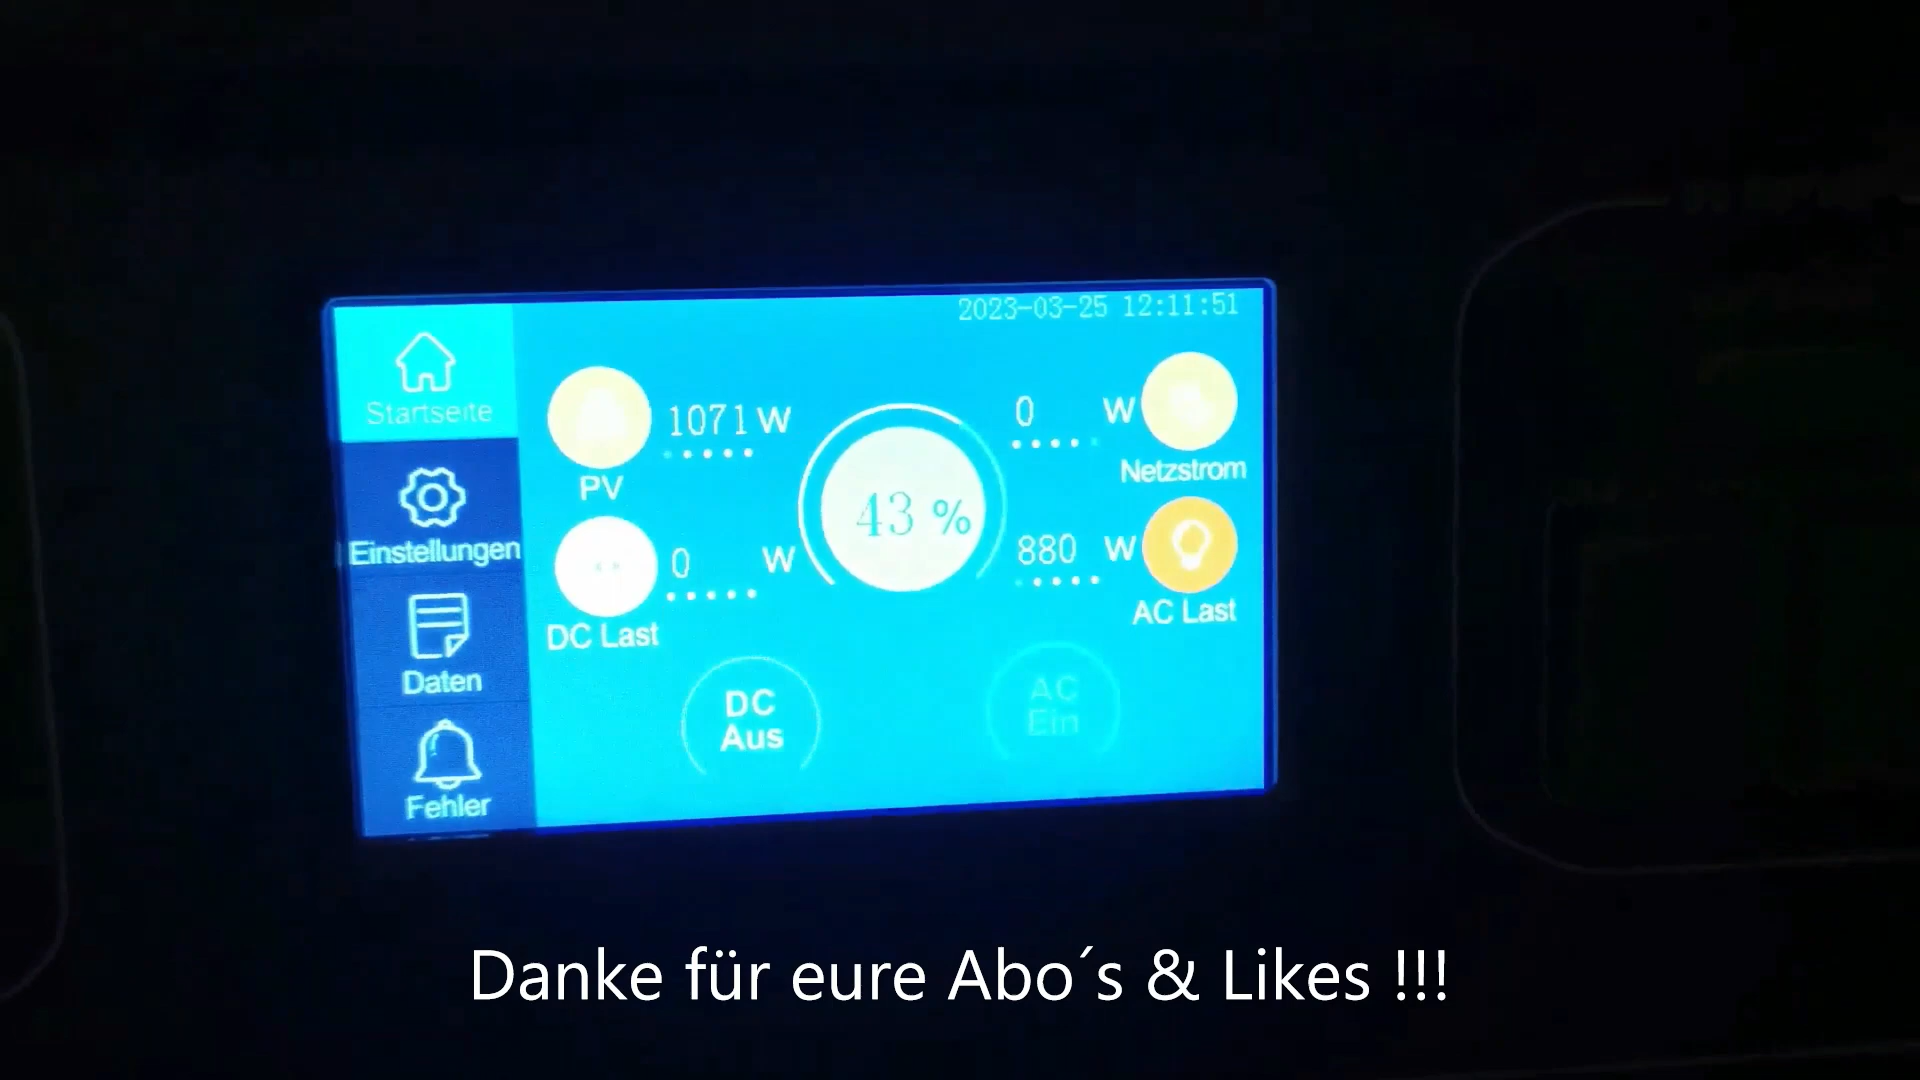 2023-03-25 12:11:51
Startseite
Einstellungen
Daten
Fehler
1071 W
PV
0 W
DC Last
43 %
0 W
Netzstrom
880 W
AC Last
DC
Aus
AC
Ein
Danke für eure Abo´s & Likes !!!